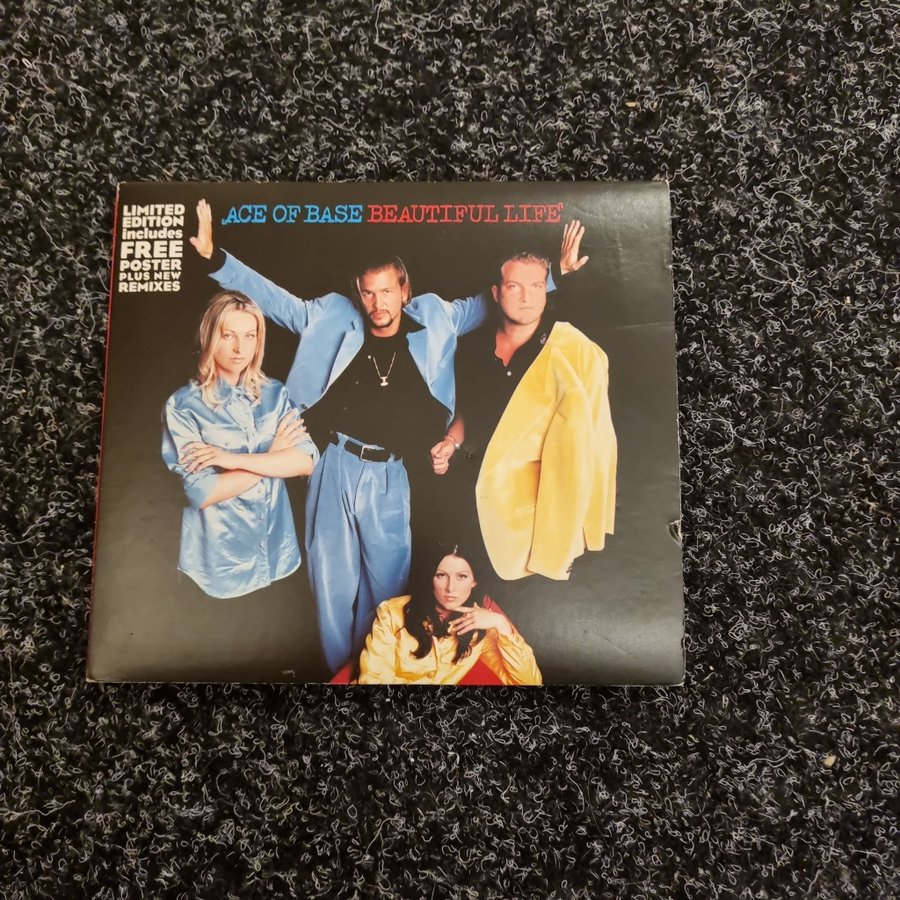 LIMITED
EDITION
includes
FREE
POSTER
PLUS NEW
REMIXES
ACE OF BASE BEAUTIFUL LIFE